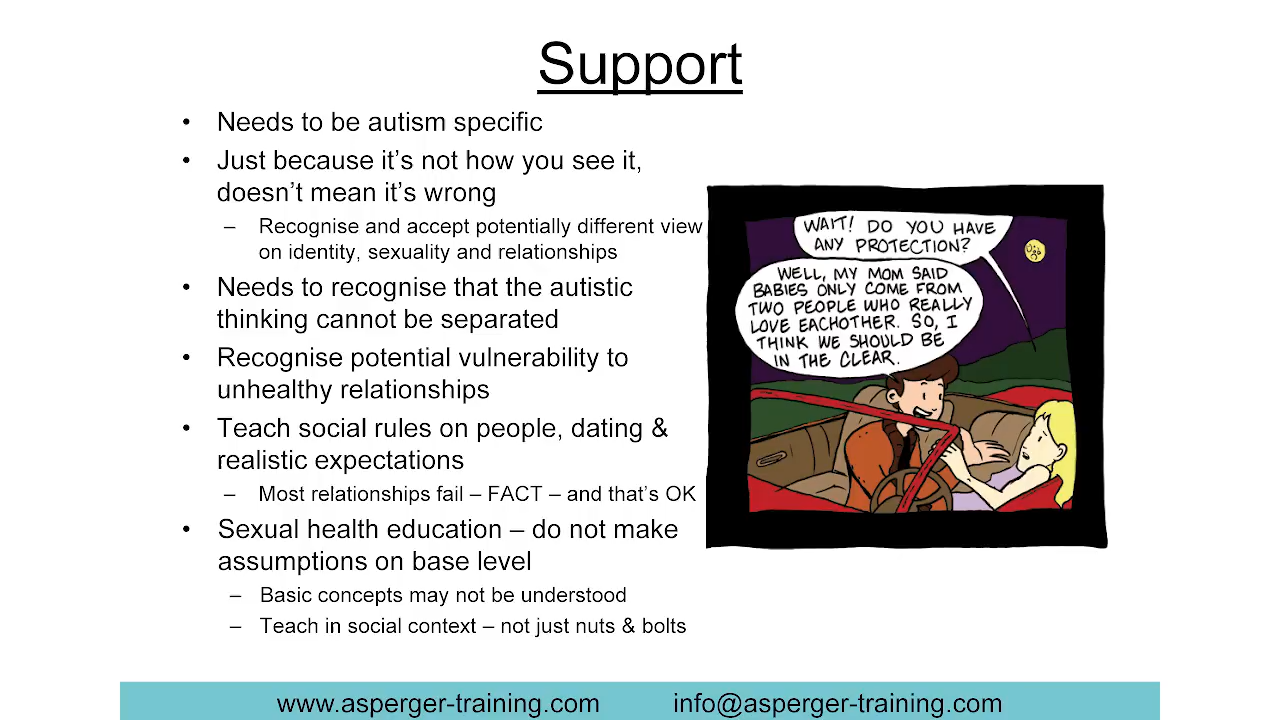 Support
• Needs to be autism specific
• Just because it's not how you see it,
doesn't mean it's wrong
– Recognise and accept potentially different view
on identity, sexuality and relationships
• Needs to recognise that the autistic
thinking cannot be separated
• Recognise potential vulnerability to
unhealthy relationships
• Teach social rules on people, dating &
realistic expectations
– Most relationships fail – FACT – and that's OK
• Sexual health education – do not make
assumptions on base level
– Basic concepts may not be understood
– Teach in social context – not just nuts & bolts
WAIT! DO YOU HAVE
ANY PROTECTION?
WELL, MY MOM SAID
BABIES ONLY COME FROM
TWO PEOPLE WHO REALLY
LOVE EACHOTHER. SO, I
THINK WE SHOULD BE
IN THE CLEAR.
www.asperger-training.com info@asperger-training.com